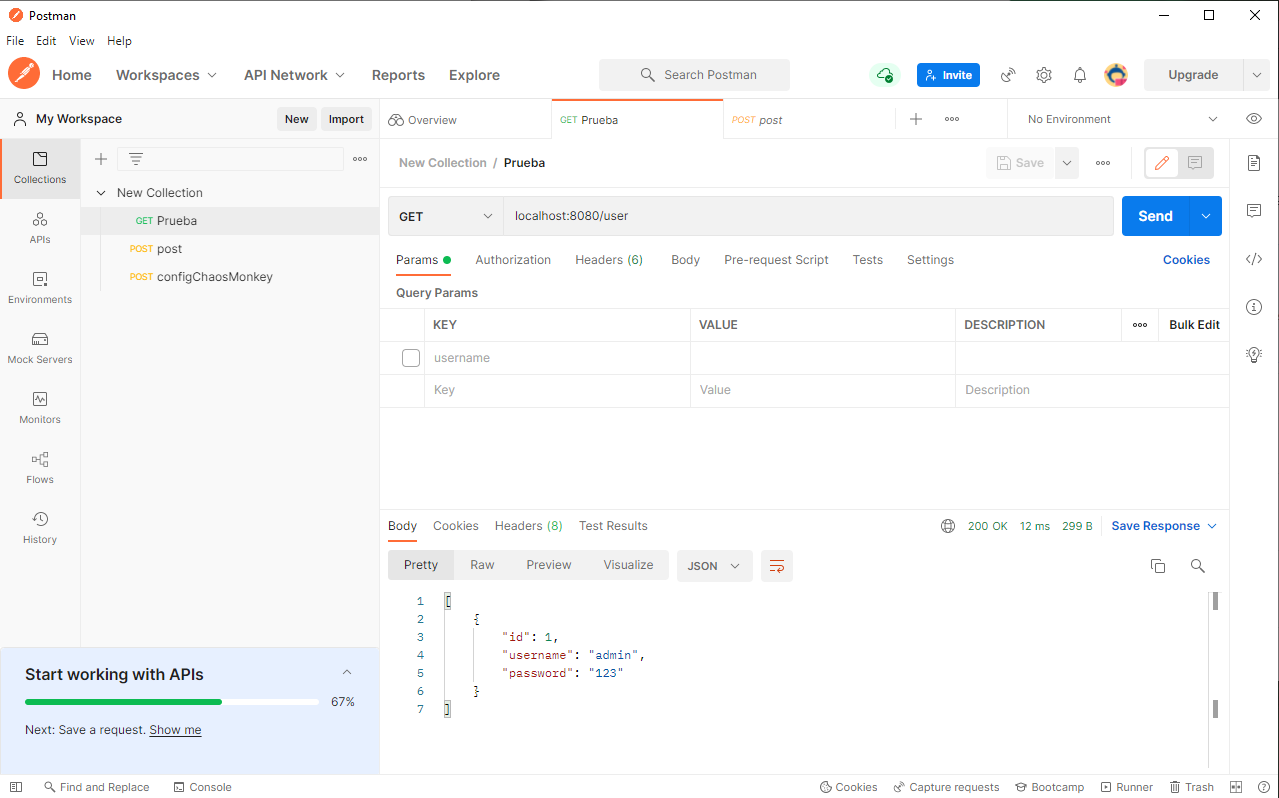 Postman
File Edit View Help
Home Workspaces API Network Reports Explore Search Postman Invite Upgrade
My Workspace New Import Overview GET Prueba POST post No Environment
New Collection / Prueba Save
Collections
New Collection
GET Prueba
POST post
POST configChaosMonkey
APIs
Environments
Mock Servers
Monitors
Flows
History
GET localhost:8080/user Send
Params Authorization Headers (6) Body Pre-request Script Tests Settings Cookies
Query Params
KEY VALUE DESCRIPTION Bulk Edit
username
Key Value Description
Body Cookies Headers (8) Test Results 200 OK 12 ms 299 B Save Response
Pretty Raw Preview Visualize JSON
1 [
2 {
3 "id": 1,
4 "username": "admin",
5 "password": "123"
6 }
7 ]
Start working with APIs
67%
Next: Save a request. Show me
Find and Replace Console Cookies Capture requests Bootcamp Runner Trash